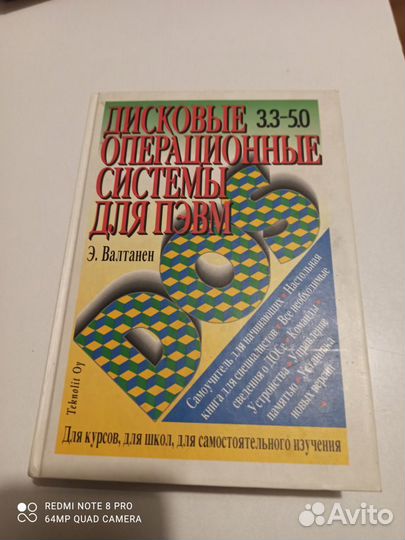 ДИСКОВЫЕ 3.3-5.0
ОПЕРАЦИОННЫЕ
СИСТЕМЫ
ДЛЯ ПЭВМ
Э. Валтанен
DOS
Самоучитель для начинающих • Настольная
книга для специалистов • Все необходимые
сведения о ДОСе • Команды •
Устройства • Управление
памятью • Установка
новых версий •
Teknolit Oy
Для курсов, для школ, для самостоятельного изучения
REDMI NOTE 8 PRO
64MP QUAD CAMERA
Avito